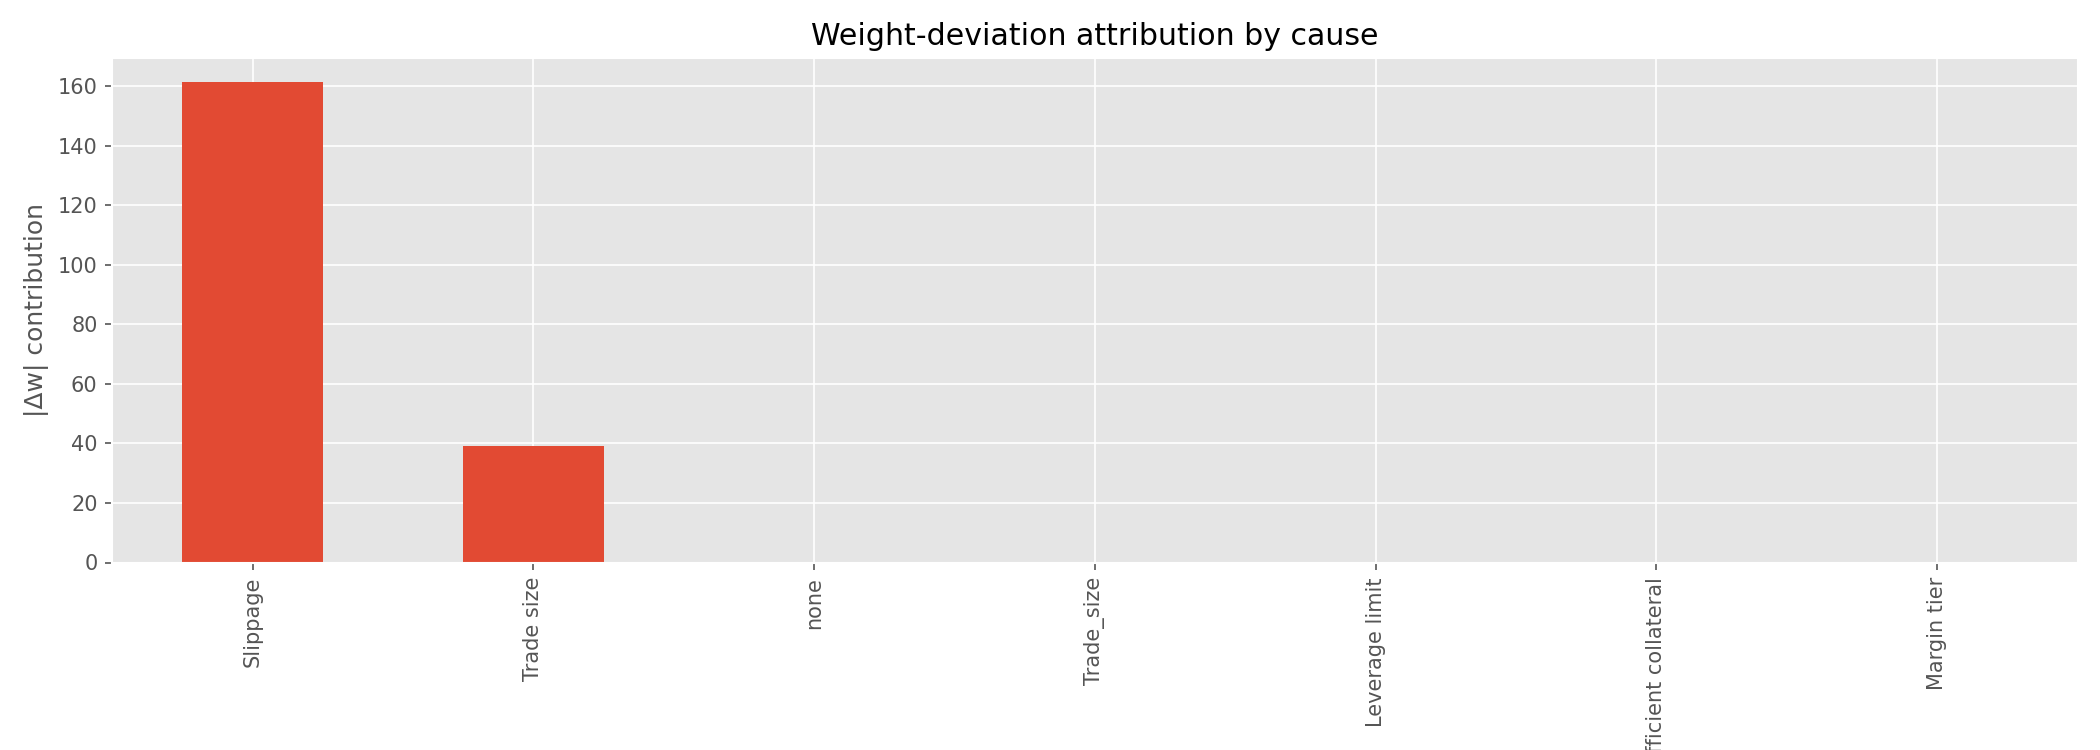 Weight-deviation attribution by cause
|Δw| contribution
160
140
120
100
80
60
40
20
0
Slippage
Trade size
none
Trade_size
Leverage limit
collateral
Margin tier